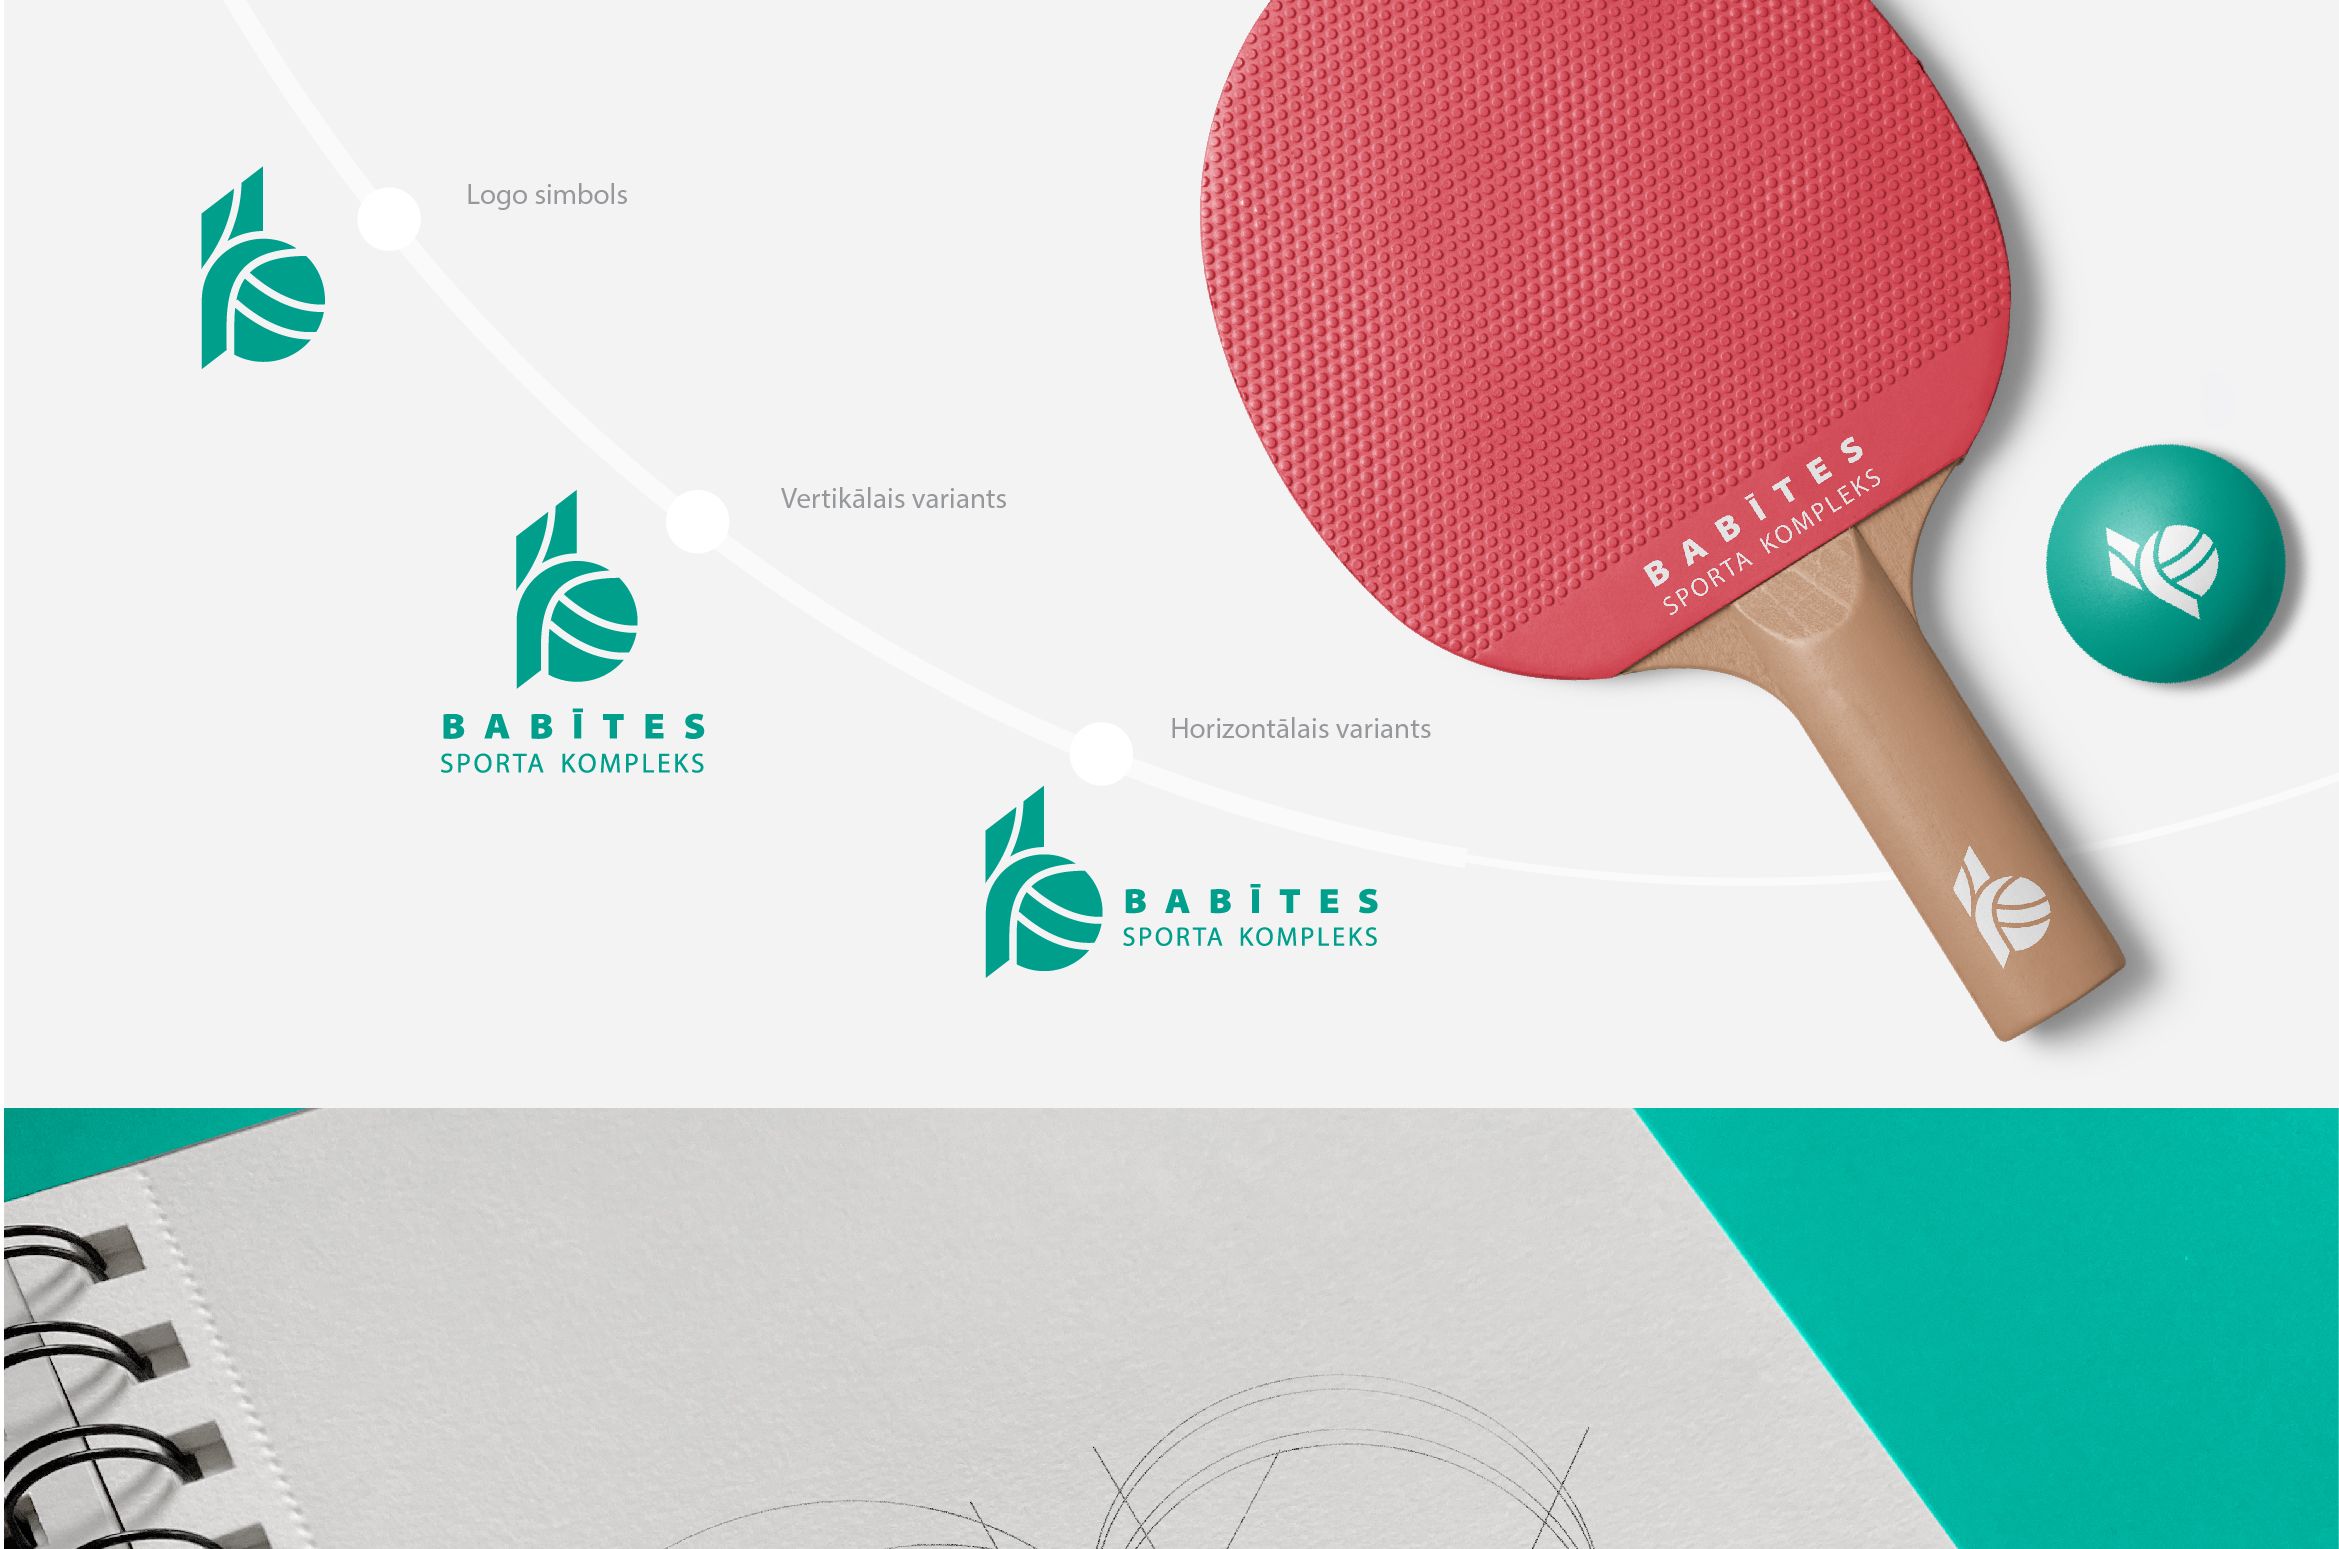 Logo simbols
Vertikālais variants
BABĪTES
SPORTA KOMPLEKS
Horizontālais variants
BABĪTES
SPORTA KOMPLEKS
BABĪTES
SPORTA KOMPLEKS